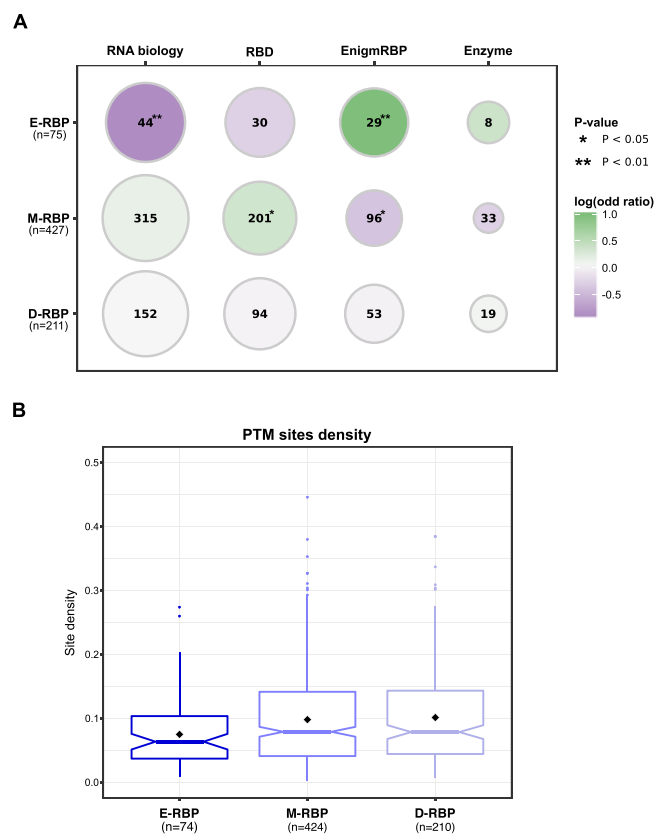 A
RNA biology RBD EnigmRBP Enzyme
E-RBP 44** 30 29** 8
(n=75)
M-RBP 315 201* 96* 33
(n=427)
D-RBP 152 94 53 19
(n=211)
P-value
* P < 0.05
** P < 0.01
log(odd ratio)
1.0
0.5
0.0
-0.5
B
PTM sites density
Site density
0.5
0.4
0.3
0.2
0.1
0.0
E-RBP M-RBP D-RBP
(n=74) (n=424) (n=210)